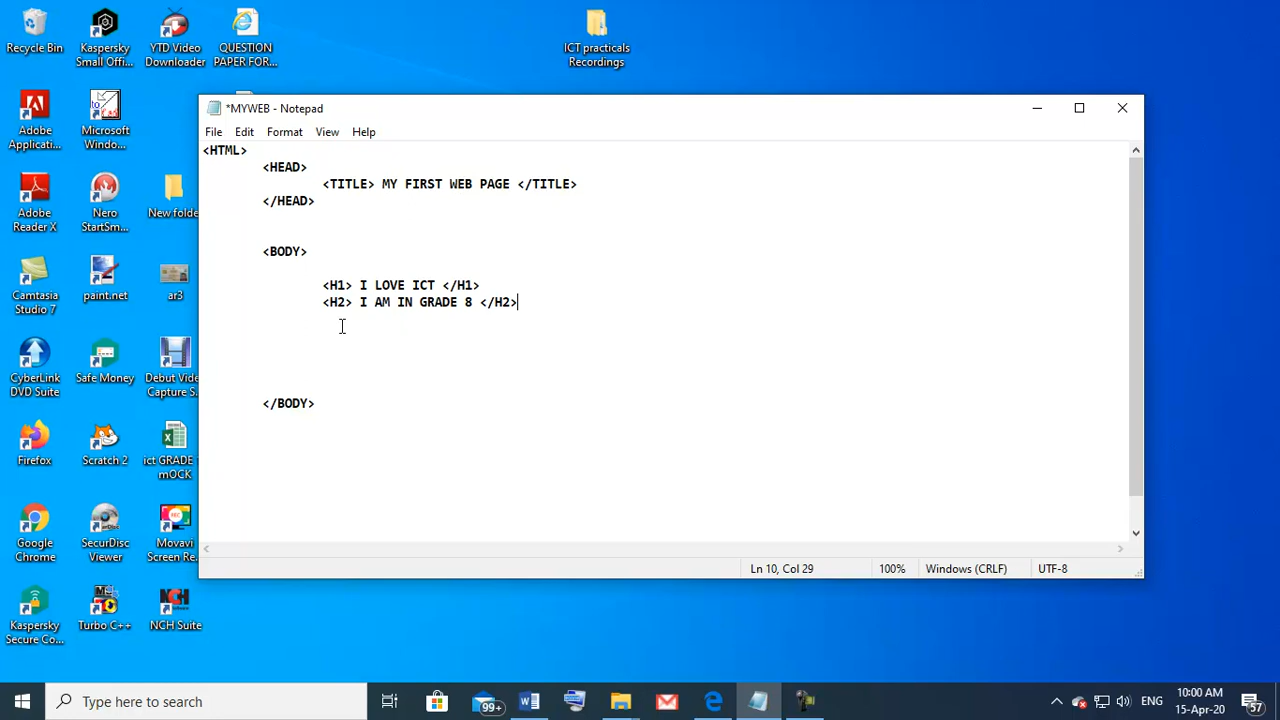 Recycle Bin
Kaspersky
Small Offi...
YTD Video
Downloader
QUESTION
PAPER FOR...
ICT practicals
Recordings
Adobe
Applicati...
Microsoft
Windo...
Adobe
Reader X
Nero
StartSm...
New folde
Camtasia
Studio 7
paint.net
ar3
CyberLink
DVD Suite
Safe Money
Debut Vide
Capture S...
Firefox
Scratch 2
ict GRADE 1
mOCK
Google
Chrome
SecurDisc
Viewer
Movavi
Screen Re...
Kaspersky
Secure Co...
Turbo C++
NCH Suite
*MYWEB - Notepad
File Edit Format View Help
<HTML>
<HEAD>
<TITLE> MY FIRST WEB PAGE </TITLE>
</HEAD>
<BODY>
<H1> I LOVE ICT </H1>
<H2> I AM IN GRADE 8 </H2>
</BODY>
Ln 10, Col 29 100% Windows (CRLF) UTF-8
Type here to search
99+
ENG
10:00 AM
15-Apr-20
57